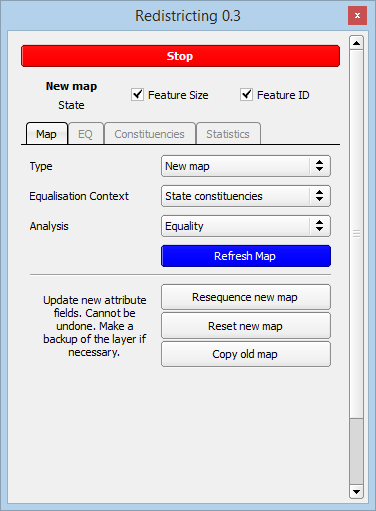 Redistricting 0.3
x
Stop
New map
State
Feature Size
Feature ID
Map
EQ
Constituencies
Statistics
Type
New map
Equalisation Context
State constituencies
Analysis
Equality
Refresh Map
Update new attribute
fields. Cannot be
undone. Make a
backup of the layer if
necessary.
Resequence new map
Reset new map
Copy old map